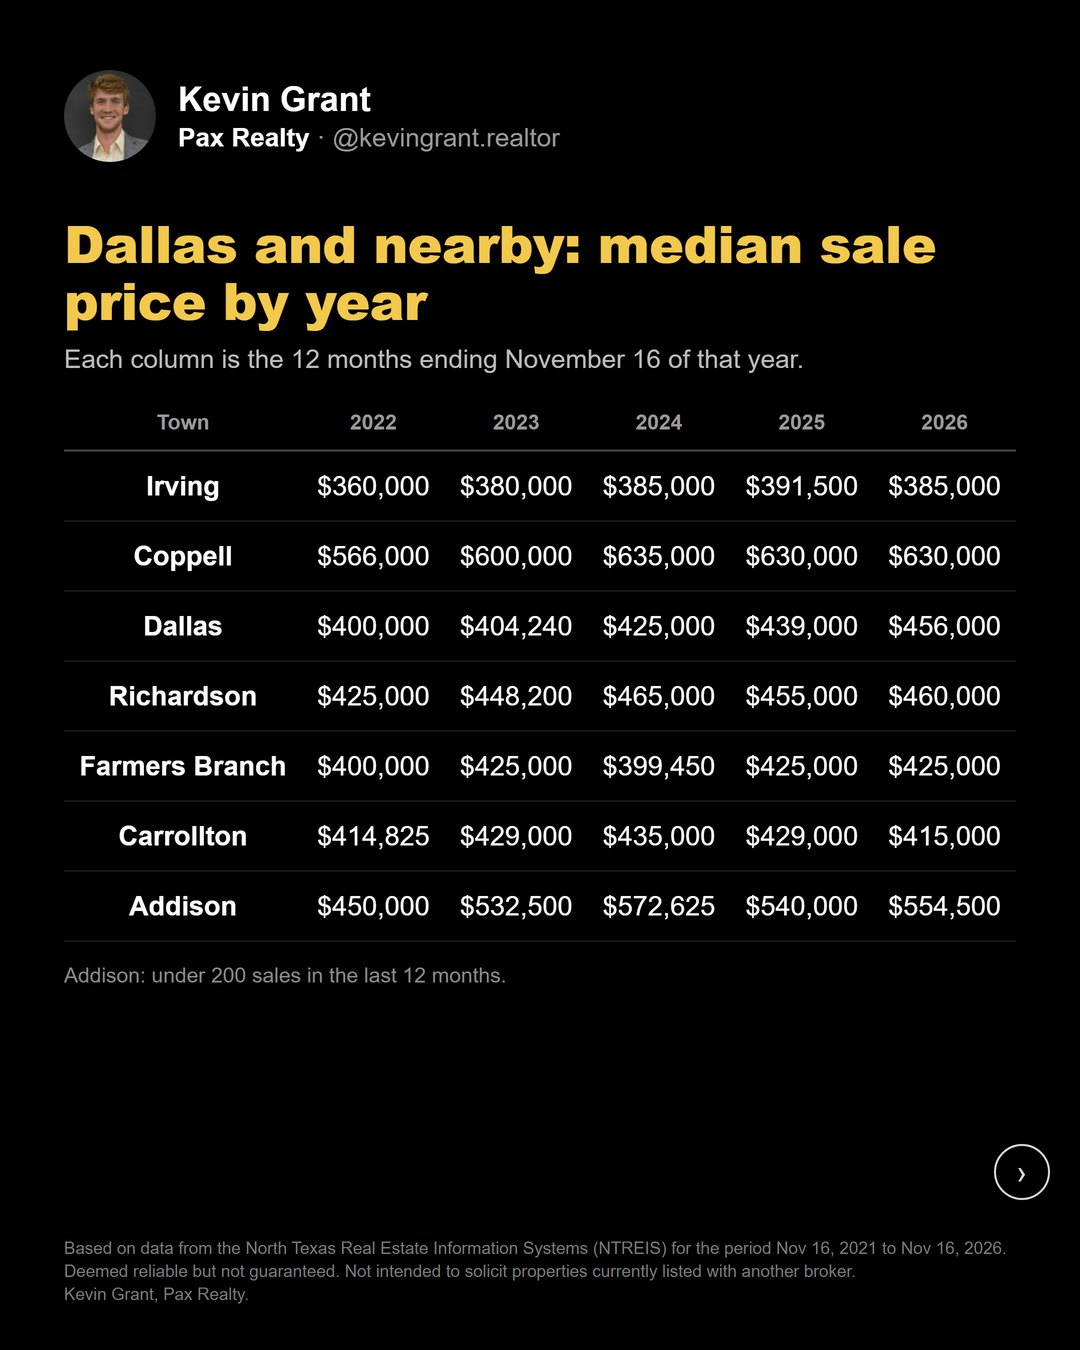 Kevin Grant
Pax Realty · @kevingrant.realtor
Dallas and nearby: median sale
price by year
Each column is the 12 months ending November 16 of that year.
Town 2022 2023 2024 2025 2026
Irving $360,000 $380,000 $385,000 $391,500 $385,000
Coppell $566,000 $600,000 $635,000 $630,000 $630,000
Dallas $400,000 $404,240 $425,000 $439,000 $456,000
Richardson $425,000 $448,200 $465,000 $455,000 $460,000
Farmers Branch $400,000 $425,000 $399,450 $425,000 $425,000
Carrollton $414,825 $429,000 $435,000 $429,000 $415,000
Addison $450,000 $532,500 $572,625 $540,000 $554,500
Addison: under 200 sales in the last 12 months.
Based on data from the North Texas Real Estate Information Systems (NTREIS) for the period Nov 16, 2021 to Nov 16, 2026.
Deemed reliable but not guaranteed. Not intended to solicit properties currently listed with another broker.
Kevin Grant, Pax Realty.